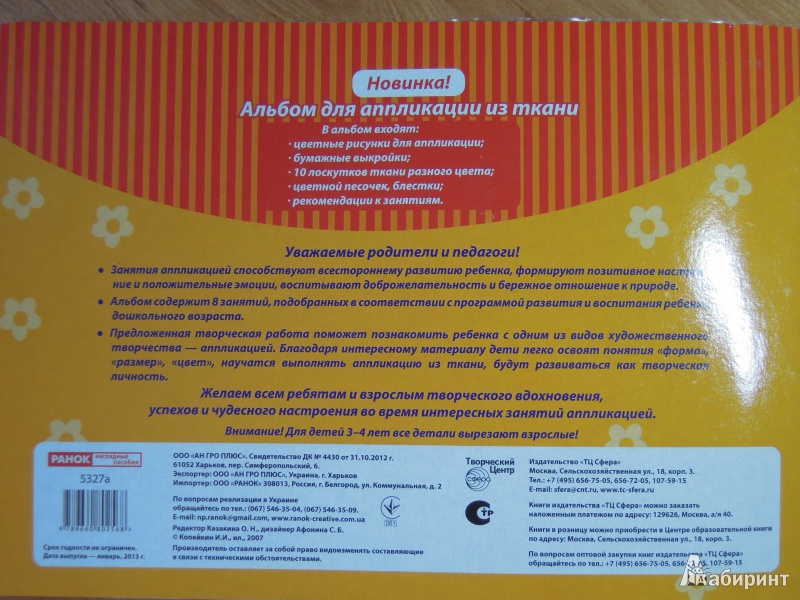 Новинка!
Альбом для аппликации из ткани
В альбом входят:
· цветные рисунки для аппликации;
· бумажные выкройки;
· 10 лоскутков ткани разного цвета;
· цветной песочек, блестки;
· рекомендации к занятиям.
Уважаемые родители и педагоги!
• Занятия аппликацией способствуют всестороннему развитию ребенка, формируют позитивное
ние и положительные эмоции, воспитывают доброжелательность и бережное отношение к природе.
• Альбом содержит 8 занятий, подобранных в соответствии с программой развития и воспитания
дошкольного возраста.
• Предложенная творческая работа поможет познакомить ребенка с одним из видов художественного
творчества — аппликацией. Благодаря интересному материалу дети легко освоят понятия «форма»,
«размер», «цвет», научатся выполнять аппликацию из ткани, будут развиваться как творческая
личность.
Желаем всем ребятам и взрослым творческого вдохновения,
успехов и чудесного настроения во время интересных занятий аппликацией.
Внимание! Для детей 3–4 лет все детали вырезают взрослые!
РАНОК наглядные пособия
5327а
9789660802568>
Срок годности не ограничен.
Дата выпуска — январь, 2013 г.
ООО «АН ГРО ПЛЮС». Свидетельство ДК № 4430 от 31.10.2012 г.
61052 Харьков, пер. Симферопольский, 6.
Экспортер: ООО «АН ГРО ПЛЮС», Украина, г. Харьков
Импортер: ООО «РАНОК» 308013, Россия, г. Белгород, ул. Коммунальная, д. 2
По вопросам реализации в Украине
обращайтесь по тел.: (067) 546-35-04, (067) 545-39-09.
E-mail: np.ranok@gmail.com, www.ranok-creative.com.ua
Редактор Казакина О. Н., дизайнер Афонина С. Б.
© Копейкин И.И., ил., 2007
Производитель оставляет за собой право видоизменять составляющие
в связи с техническими обстоятельствами.
001
Творческий
Центр
сфера
СТР
Издательство «ТЦ Сфера»
Москва, Сельскохозяйственная ул., 18, корп. 3.
Тел.: +7 (495) 656-75-05, 656-72-05, 107-59-15
E-mail: sfera@cnt.ru, www.tc-sfera.ru
Книги издательства «ТЦ Сфера» можно заказать
наложенным платежом по адресу: 129626, Москва, а/я 40.
Книги в розницу можно приобрести в Центре образовательной книги
по адресу: Москва, Сельскохозяйственная ул., 18, корп. 3.
По вопросам оптовой закупки книг издательства «ТЦ Сфера»
обращайтесь по тел.: +7 (495) 656-75-05, 107-59-15
Лабиринт